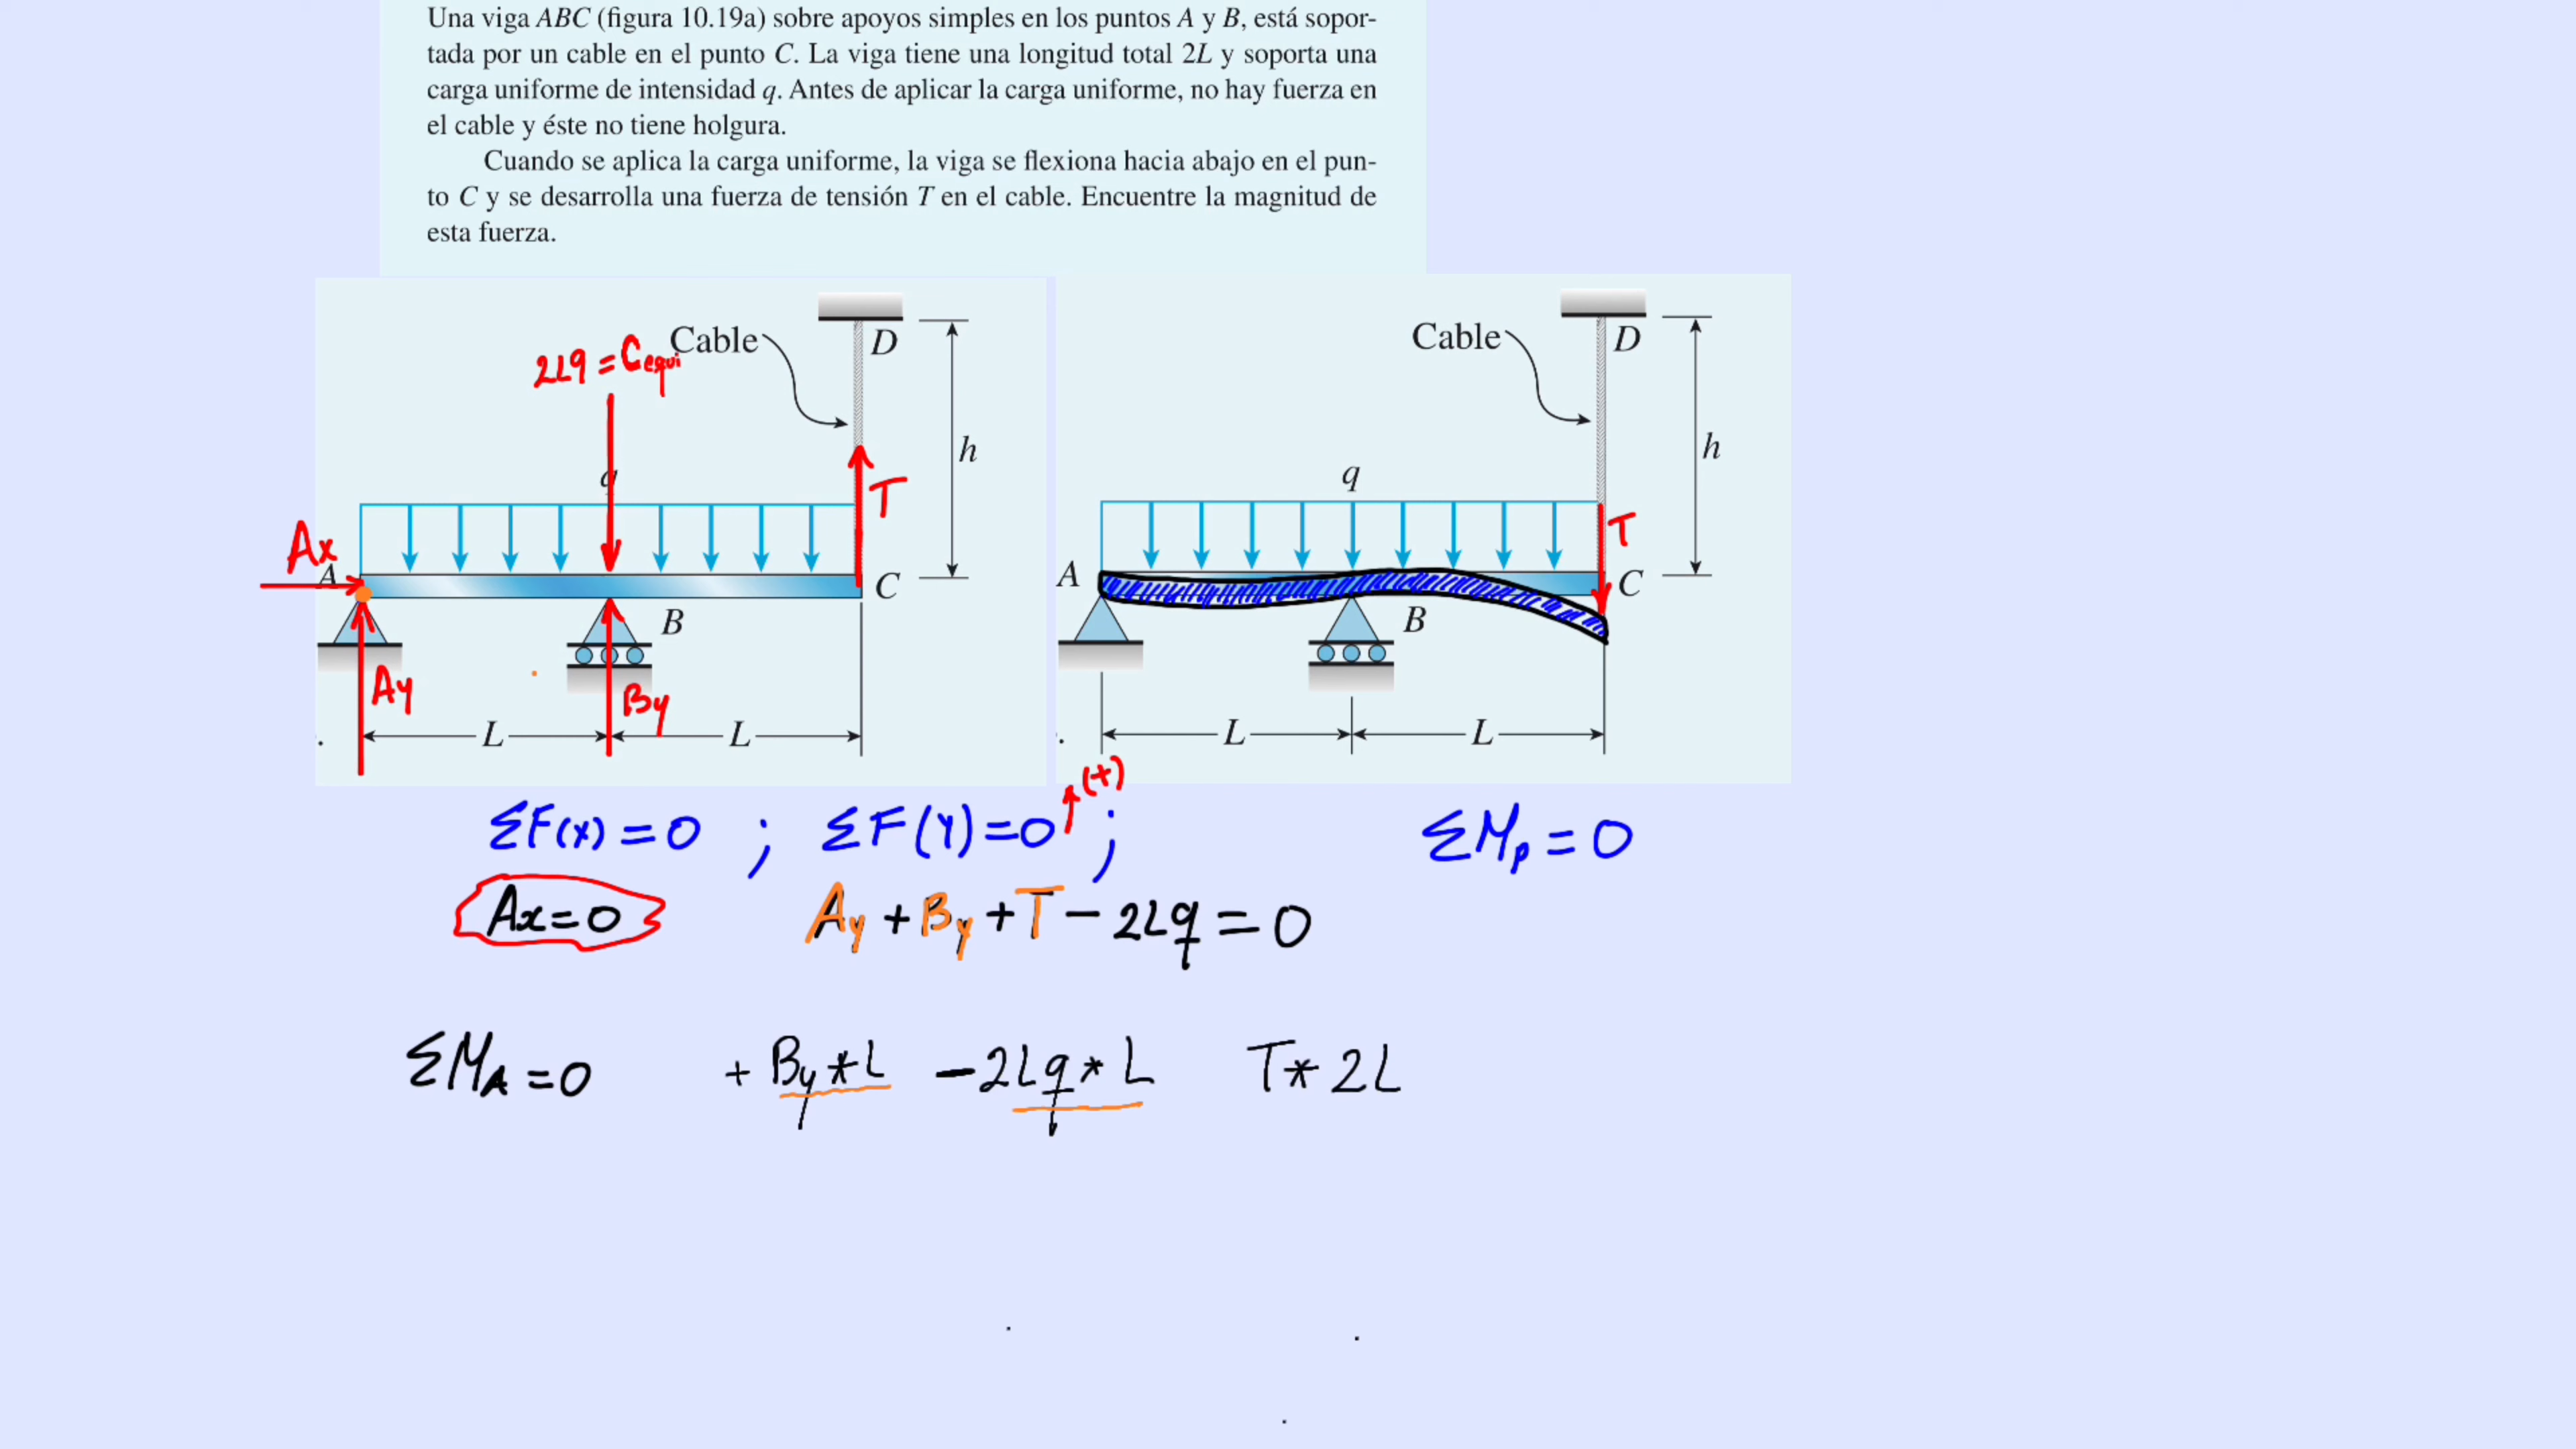 Una viga ABC (figura 10.19a) sobre apoyos simples en los puntos A y B, está sopor-
tada por un cable en el punto C. La viga tiene una longitud total 2L y soporta una
carga uniforme de intensidad q. Antes de aplicar la carga uniforme, no hay fuerza en
el cable y éste no tiene holgura.
Cuando se aplica la carga uniforme, la viga se flexiona hacia abajo en el pun-
to C y se desarrolla una fuerza de tensión T en el cable. Encuentre la magnitud de
esta fuerza.
2Lq = Cequi
Cable
D
h
q
T
Ax
A
C
B
Ay
By
L
L
Cable
D
h
q
T
A
C
B
L
L
ΣF(x) = 0 ; ΣF(Y) = 0 ↑(+) ;
ΣMp = 0
Ax = 0
Ay + By + T - 2Lq = 0
ΣMA = 0
+ By * L - 2Lq * L T * 2L